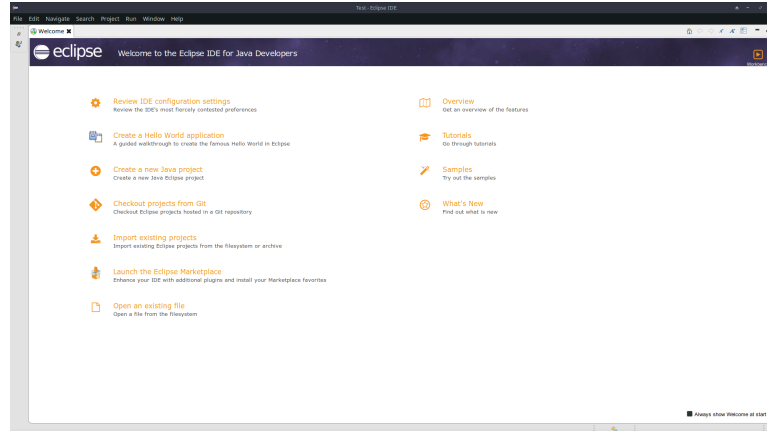 Test - Eclipse IDE
File Edit Navigate Search Project Run Window Help
Welcome
eclipse Welcome to the Eclipse IDE for Java Developers
Workbench
Review IDE configuration settings
Review the IDE's most fiercely contested preferences
Create a Hello World application
A guided walkthrough to create the famous Hello World in Eclipse
Create a new Java project
Create a new Java Eclipse project
Checkout projects from Git
Checkout Eclipse projects hosted in a Git repository
Import existing projects
Import existing Eclipse projects from the filesystem or archive
Launch the Eclipse Marketplace
Enhance your IDE with additional plugins and install your Marketplace favorites
Open an existing file
Open a file from the filesystem
Overview
Get an overview of the features
Tutorials
Go through tutorials
Samples
Try out the samples
What's New
Find out what is new
Always show Welcome at start